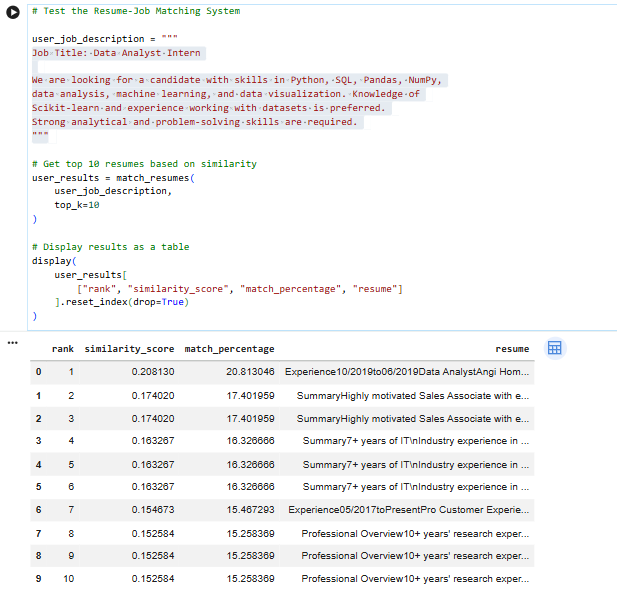 # Test the Resume-Job Matching System
user_job_description = """
Job Title: Data Analyst Intern
We are looking for a candidate with skills in Python, SQL, Pandas, NumPy,
data analysis, machine learning, and data visualization. Knowledge of
Scikit-learn and experience working with datasets is preferred.
Strong analytical and problem-solving skills are required.
"""
# Get top 10 resumes based on similarity
user_results = match_resumes(
    user_job_description,
    top_k=10
)
# Display results as a table
display(
    user_results[
        ["rank", "similarity_score", "match_percentage", "resume"]
    ].reset_index(drop=True)
)
rank similarity_score match_percentage resume
0 1 0.208130 20.813046 Experience10/2019to06/2019Data AnalystAngi Hom...
1 2 0.174020 17.401959 SummaryHighly motivated Sales Associate with e...
2 3 0.174020 17.401959 SummaryHighly motivated Sales Associate with e...
3 4 0.163267 16.326666 Summary7+ years of IT\nIndustry experience in ...
4 5 0.163267 16.326666 Summary7+ years of IT\nIndustry experience in ...
5 6 0.163267 16.326666 Summary7+ years of IT\nIndustry experience in ...
6 7 0.154673 15.467293 Experience05/2017toPresentPro Customer Experie...
7 8 0.152584 15.258369 Professional Overview10+ years' research exper...
8 9 0.152584 15.258369 Professional Overview10+ years' research exper...
9 10 0.152584 15.258369 Professional Overview10+ years' research exper...